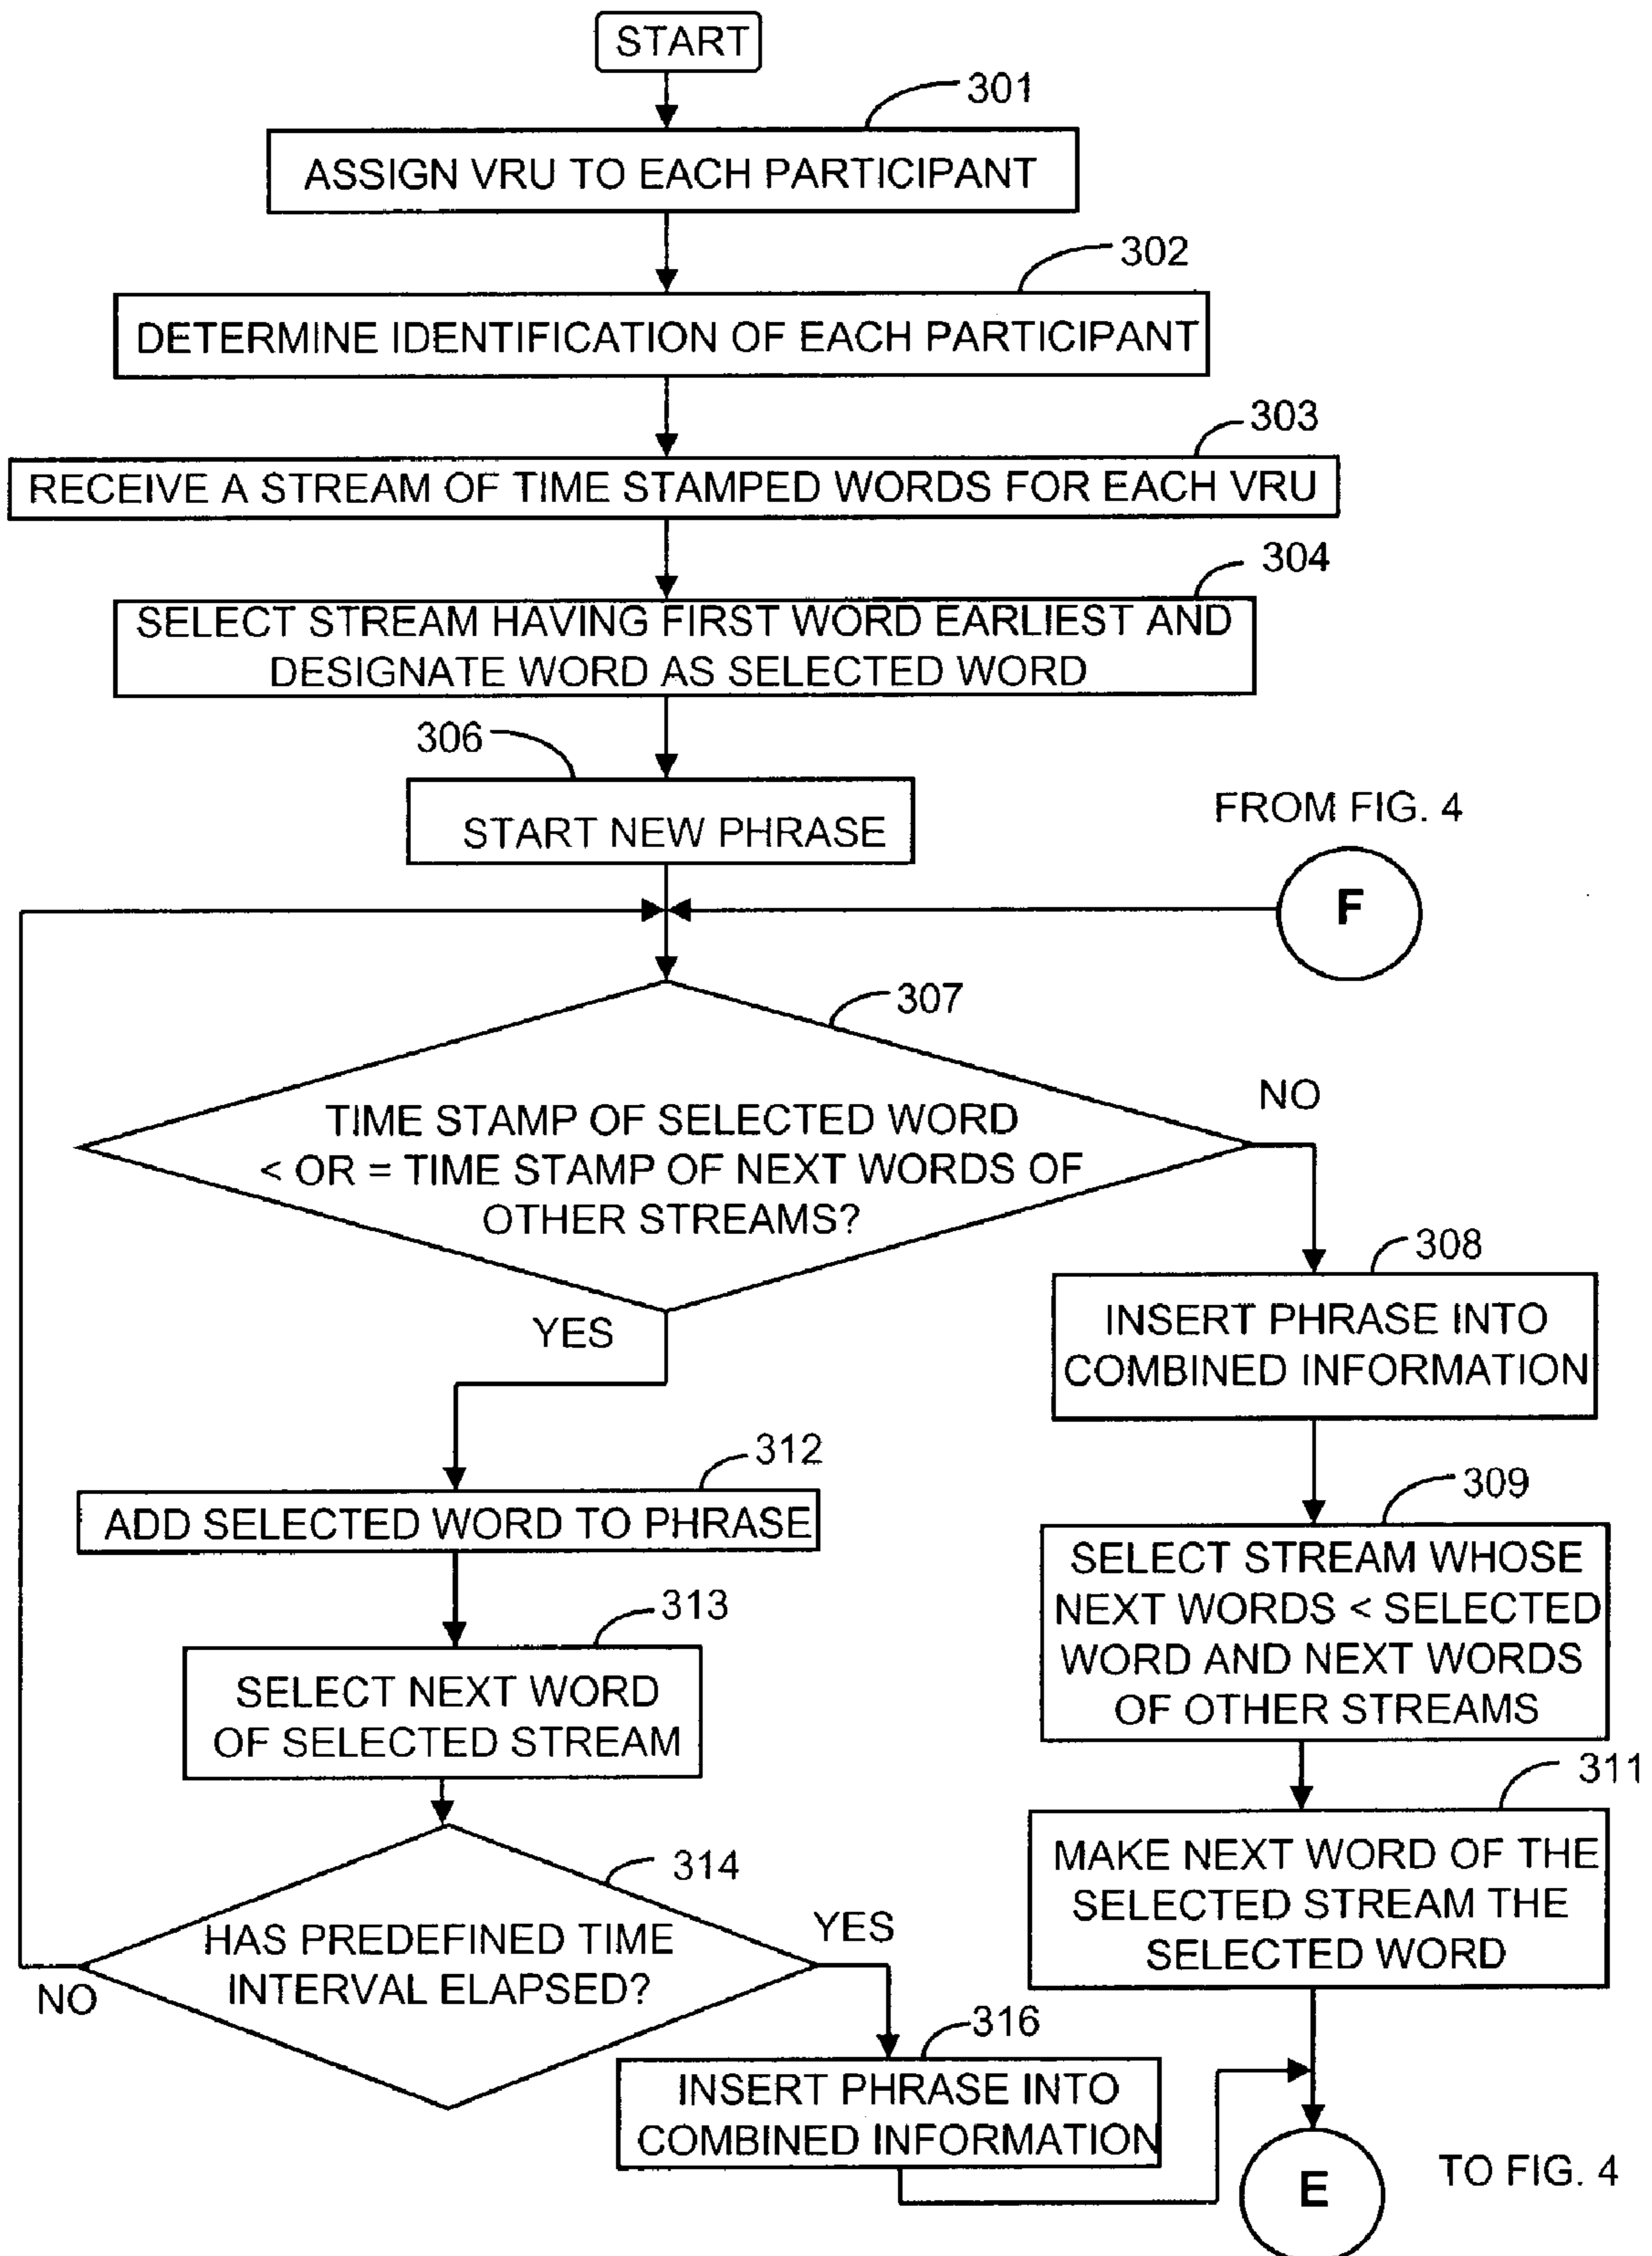 START
301
ASSIGN VRU TO EACH PARTICIPANT
302
DETERMINE IDENTIFICATION OF EACH PARTICIPANT
303
RECEIVE A STREAM OF TIME STAMPED WORDS FOR EACH VRU
304
SELECT STREAM HAVING FIRST WORD EARLIEST AND
DESIGNATE WORD AS SELECTED WORD
306
START NEW PHRASE
FROM FIG. 4
F
307
TIME STAMP OF SELECTED WORD
< OR = TIME STAMP OF NEXT WORDS OF
OTHER STREAMS?
NO
YES
308
INSERT PHRASE INTO
COMBINED INFORMATION
312
ADD SELECTED WORD TO PHRASE
309
SELECT STREAM WHOSE
NEXT WORDS < SELECTED
WORD AND NEXT WORDS
OF OTHER STREAMS
313
SELECT NEXT WORD
OF SELECTED STREAM
311
MAKE NEXT WORD OF THE
SELECTED STREAM THE
SELECTED WORD
314
HAS PREDEFINED TIME
INTERVAL ELAPSED?
YES
NO
316
INSERT PHRASE INTO
COMBINED INFORMATION
E
TO FIG. 4